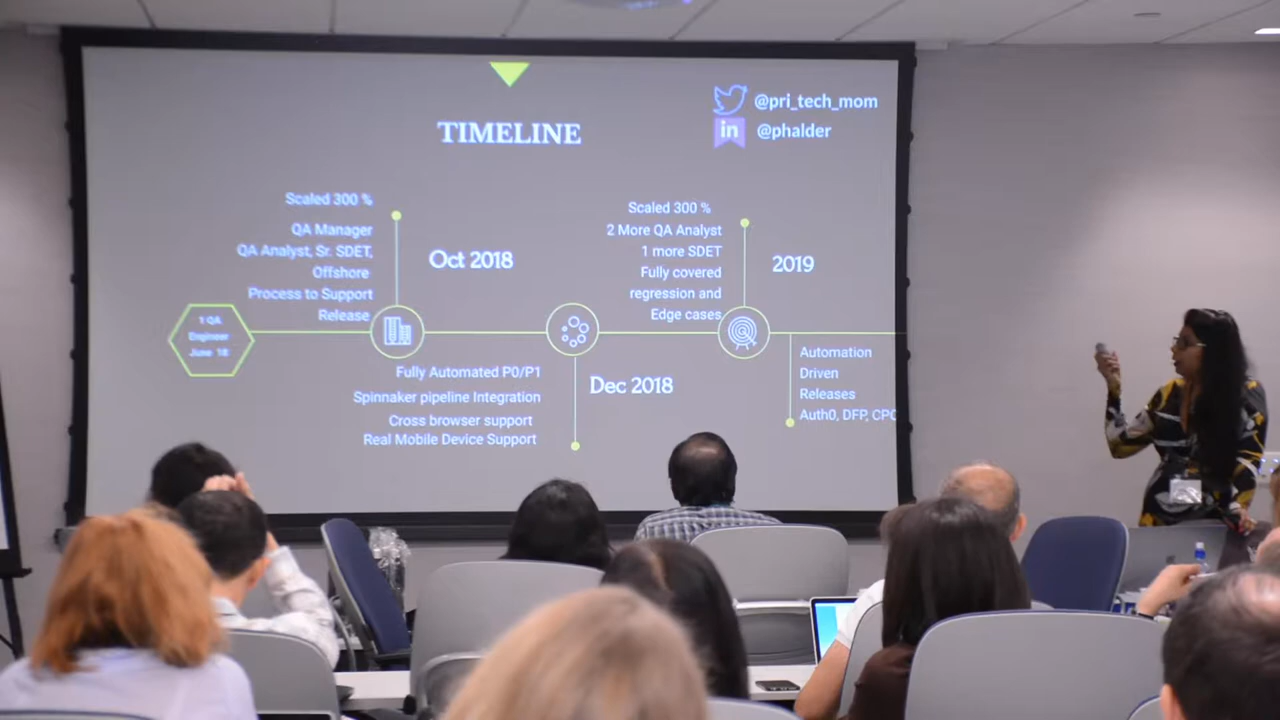 @pri_tech_mom
in @phalder
TIMELINE
Scaled 300 %
QA Manager
QA Analyst, Sr. SDET,
Offshore
Process to Support
Release
Oct 2018
Scaled 300 %
2 More QA Analyst
1 more SDET
Fully covered
regression and
Edge cases
2019
1 QA
Engineer
June 18
Fully Automated P0/P1
Spinnaker pipeline Integration
Cross browser support
Real Mobile Device Support
Dec 2018
Automation
Driven
Releases
Auth0, DFP, CPC